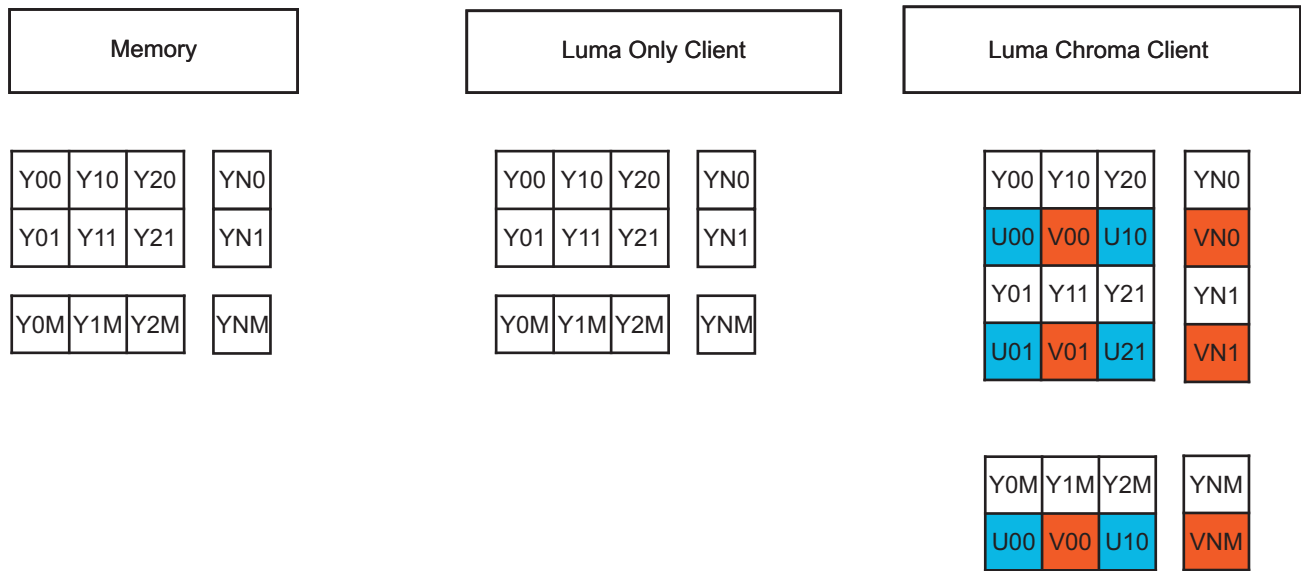 Memory Luma Only Client Luma Chroma Client
Y00 Y10 Y20 YN0 Y00 Y10 Y20 YN0 Y00 Y10 Y20 YN0
Y01 Y11 Y21 YN1 Y01 Y11 Y21 YN1 U00 V00 U10 VN0
Y0M Y1M Y2M YNM Y0M Y1M Y2M YNM Y01 Y11 Y21 YN1
U01 V01 U21 VN1
Y0M Y1M Y2M YNM
U00 V00 U10 VNM